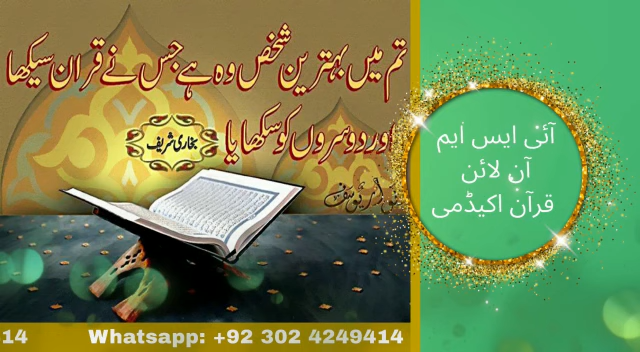 تم میں بہترین شخص وہ ہے جس نے قرآن سیکھا
اور دوسروں کو سکھایا
بخاری شریف
آئی ایس ایم
آن لائن
قرآن اکیڈمی
14
Whatsapp: +92 302 4249414